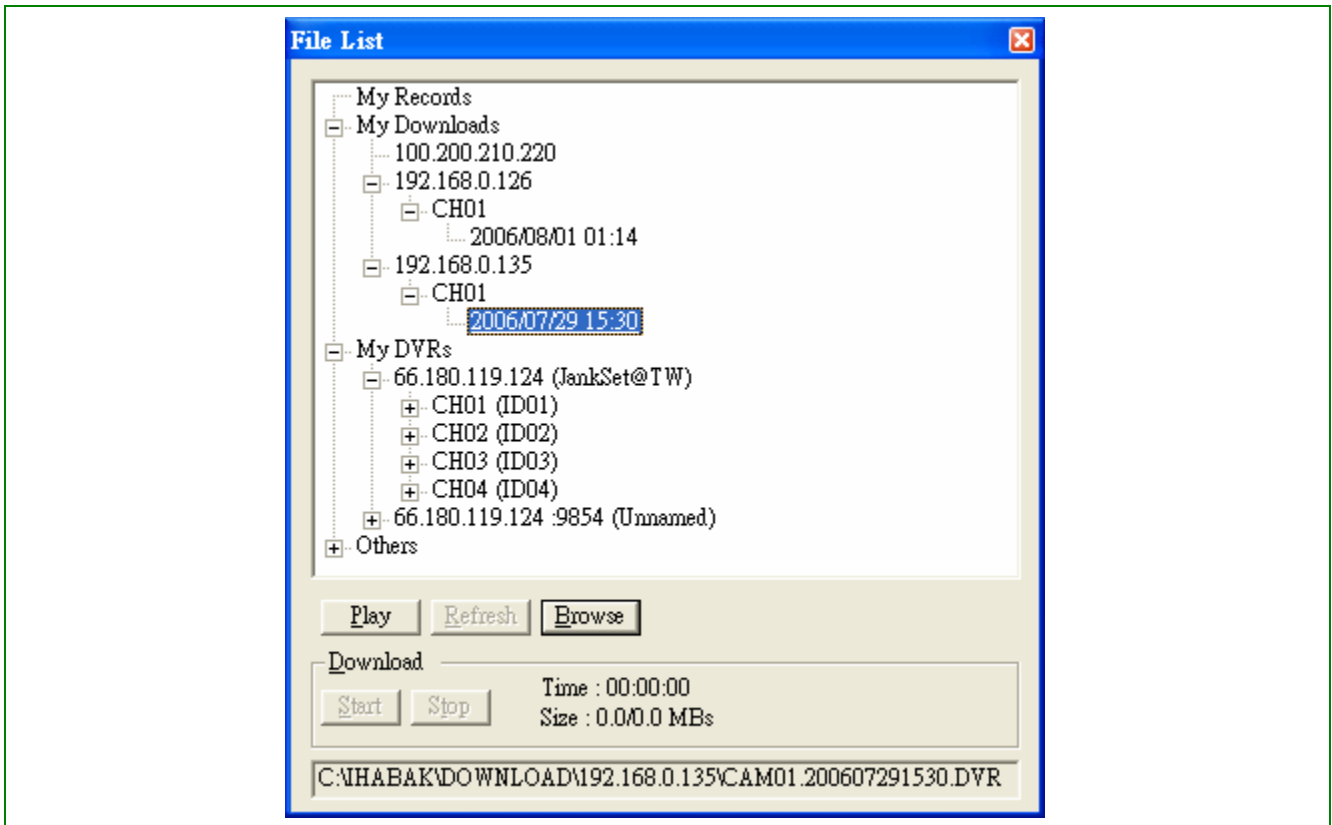 File List
My Records
My Downloads
100.200.210.220
192.168.0.126
CH01
2006/08/01 01:14
192.168.0.135
CH01
2006/07/29 15:30
My DVRs
66.180.119.124 (JankSet@TW)
CH01 (ID01)
CH02 (ID02)
CH03 (ID03)
CH04 (ID04)
66.180.119.124 :9854 (Unnamed)
Others
Play Refresh Browse
Download
Start Stop
Time : 00:00:00
Size : 0.0/0.0 MBs
C:\IHABAK\DOWNLOAD\192.168.0.135\CAM01.200607291530.DVR